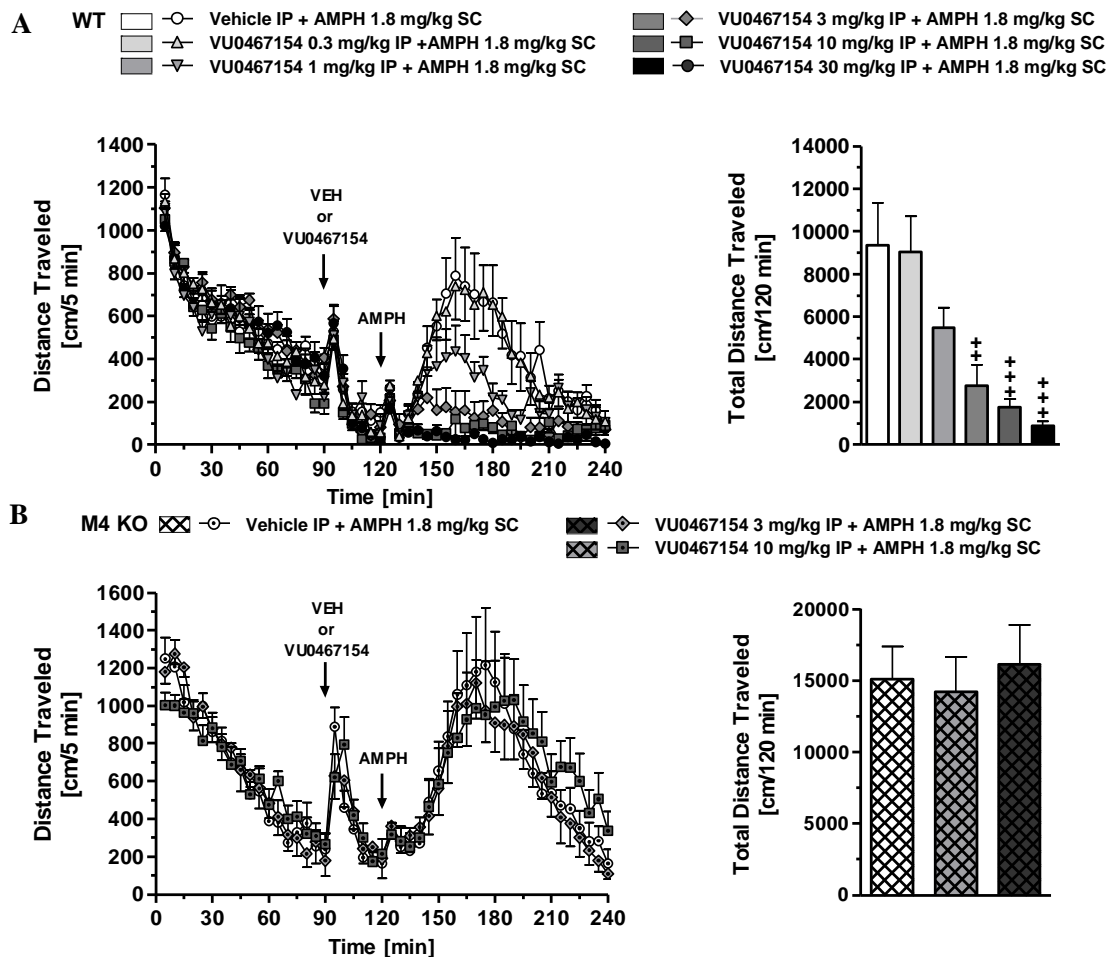 A
WT
Vehicle IP + AMPH 1.8 mg/kg SC
VU0467154 0.3 mg/kg IP +AMPH 1.8 mg/kg SC
VU0467154 1 mg/kg IP + AMPH 1.8 mg/kg SC
VU0467154 3 mg/kg IP + AMPH 1.8 mg/kg SC
VU0467154 10 mg/kg IP + AMPH 1.8 mg/kg SC
VU0467154 30 mg/kg IP + AMPH 1.8 mg/kg SC
Distance Traveled
[cm/5 min]
1400
1200
1000
800
600
400
200
0
VEH
or
VU0467154
AMPH
0 30 60 90 120 150 180 210 240
Time [min]
Total Distance Traveled
[cm/120 min]
14000
12000
10000
8000
6000
4000
2000
0
++
+++
+++
B
M4 KO
Vehicle IP + AMPH 1.8 mg/kg SC
VU0467154 3 mg/kg IP + AMPH 1.8 mg/kg SC
VU0467154 10 mg/kg IP + AMPH 1.8 mg/kg SC
Distance Traveled
[cm/5 min]
1600
1400
1200
1000
800
600
400
200
0
VEH
or
VU0467154
AMPH
0 30 60 90 120 150 180 210 240
Time [min]
Total Distance Traveled
[cm/120 min]
20000
15000
10000
5000
0